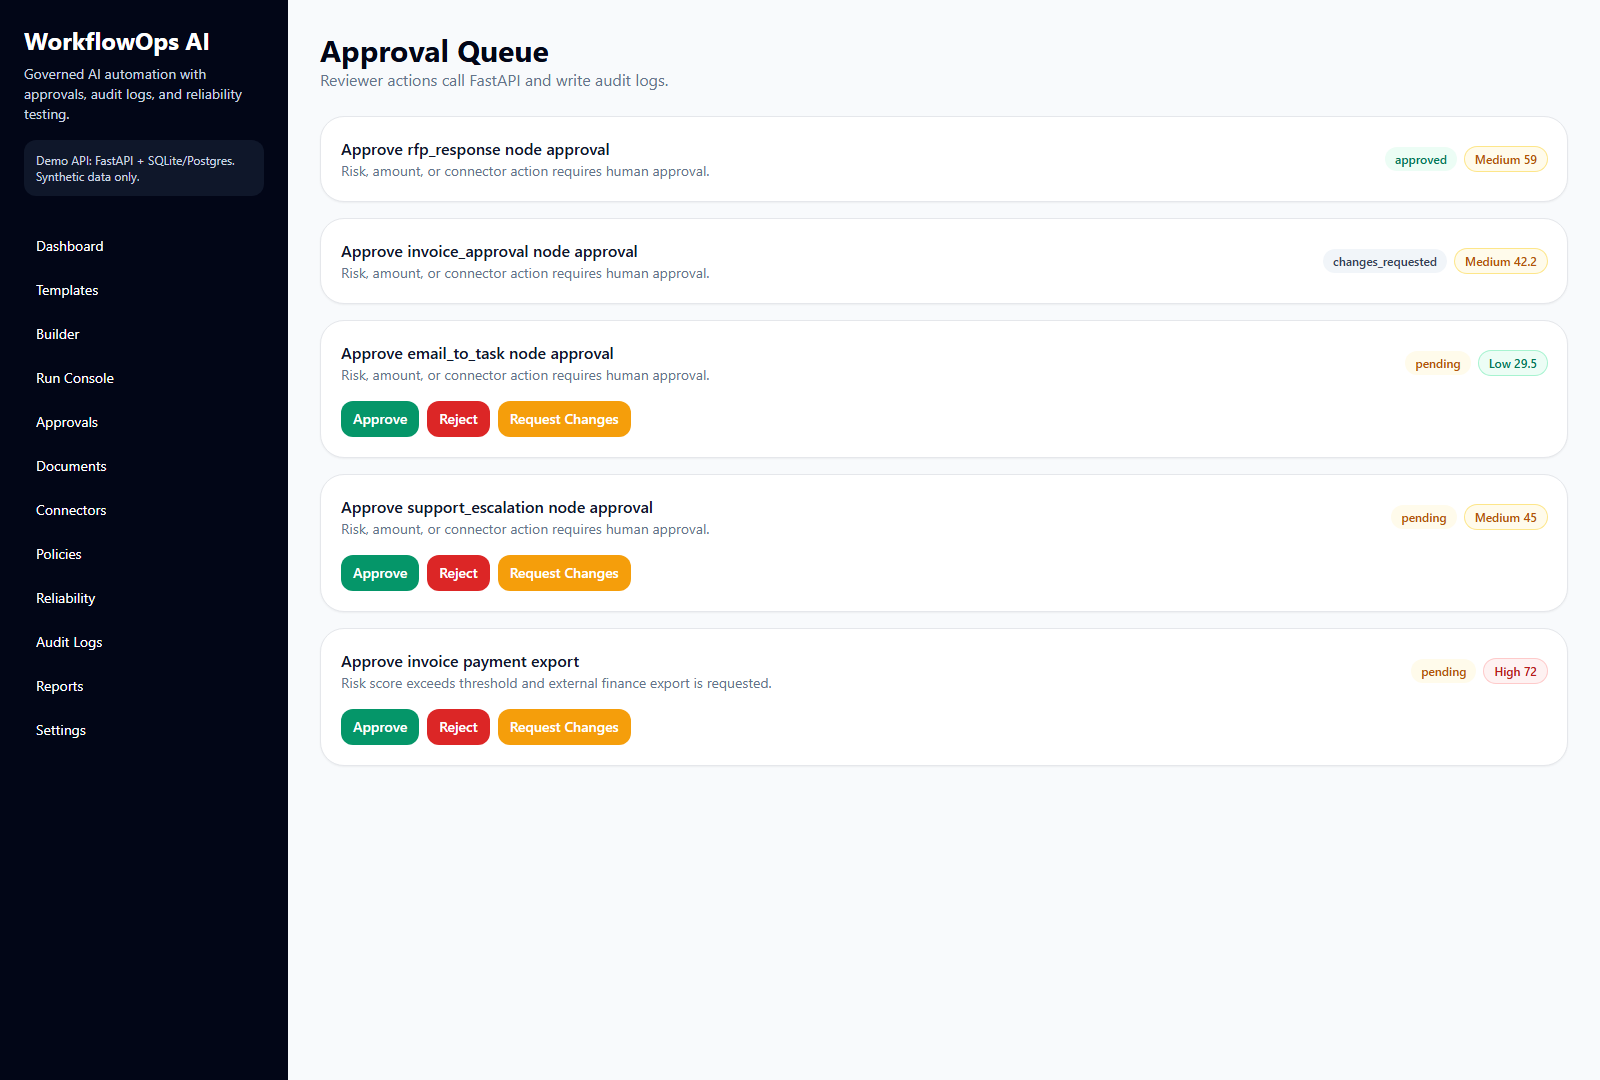 WorkflowOps AI
Governed AI automation with
approvals, audit logs, and reliability
testing.
Demo API: FastAPI + SQLite/Postgres.
Synthetic data only.
Dashboard
Templates
Builder
Run Console
Approvals
Documents
Connectors
Policies
Reliability
Audit Logs
Reports
Settings
Approval Queue
Reviewer actions call FastAPI and write audit logs.
Approve rfp_response node approval
Risk, amount, or connector action requires human approval.
approved
Medium 59
Approve invoice_approval node approval
Risk, amount, or connector action requires human approval.
changes_requested
Medium 42.2
Approve email_to_task node approval
Risk, amount, or connector action requires human approval.
pending
Low 29.5
Approve
Reject
Request Changes
Approve support_escalation node approval
Risk, amount, or connector action requires human approval.
pending
Medium 45
Approve
Reject
Request Changes
Approve invoice payment export
Risk score exceeds threshold and external finance export is requested.
pending
High 72
Approve
Reject
Request Changes